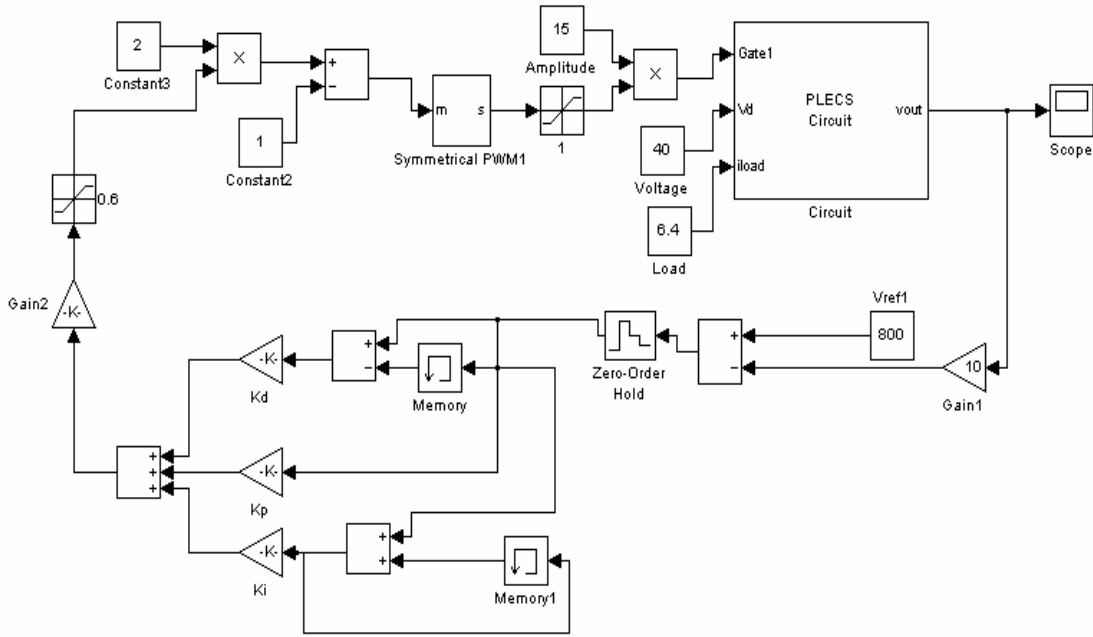 2
Constant3
X
+
−
1
Constant2
m
s
Symmetrical PWM1
1
15
Amplitude
X
Gate1
Vd
iload
PLECS
Circuit
vout
Circuit
40
Voltage
6.4
Load
Scope
0.6
Gain2
-K-
-K-
Kd
+
−
Memory
Zero-Order
Hold
+
−
Vref1
800
10
Gain1
+
+
+
-K-
Kp
-K-
Ki
+
+
Memory1